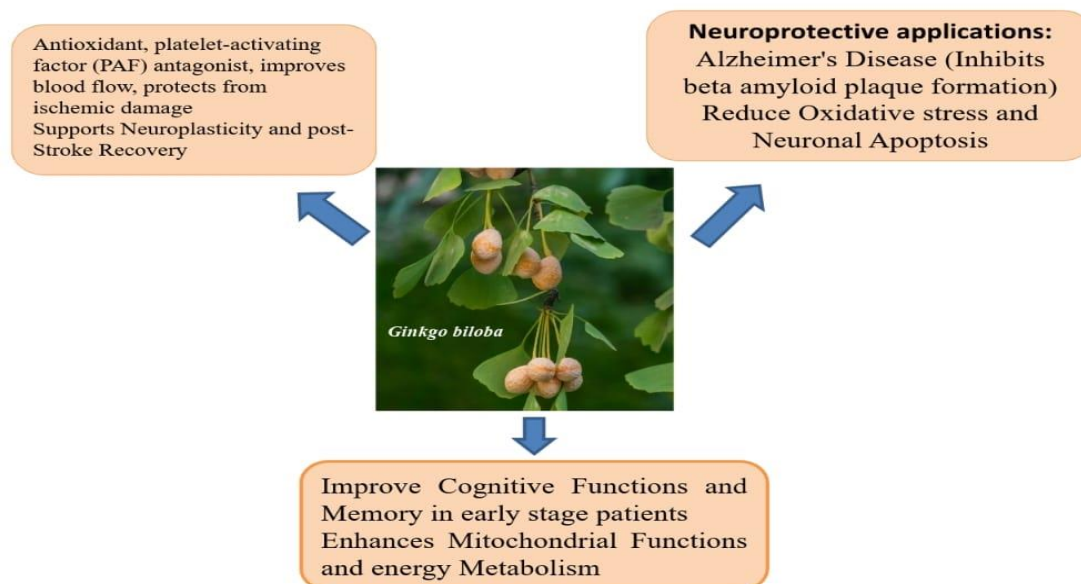 Antioxidant, platelet-activating
factor (PAF) antagonist, improves
blood flow, protects from
ischemic damage
Supports Neuroplasticity and post-
Stroke Recovery
Neuroprotective applications:
Alzheimer's Disease (Inhibits
beta amyloid plaque formation)
Reduce Oxidative stress and
Neuronal Apoptosis
Ginkgo biloba
Improve Cognitive Functions and
Memory in early stage patients
Enhances Mitochondrial Functions
and energy Metabolism